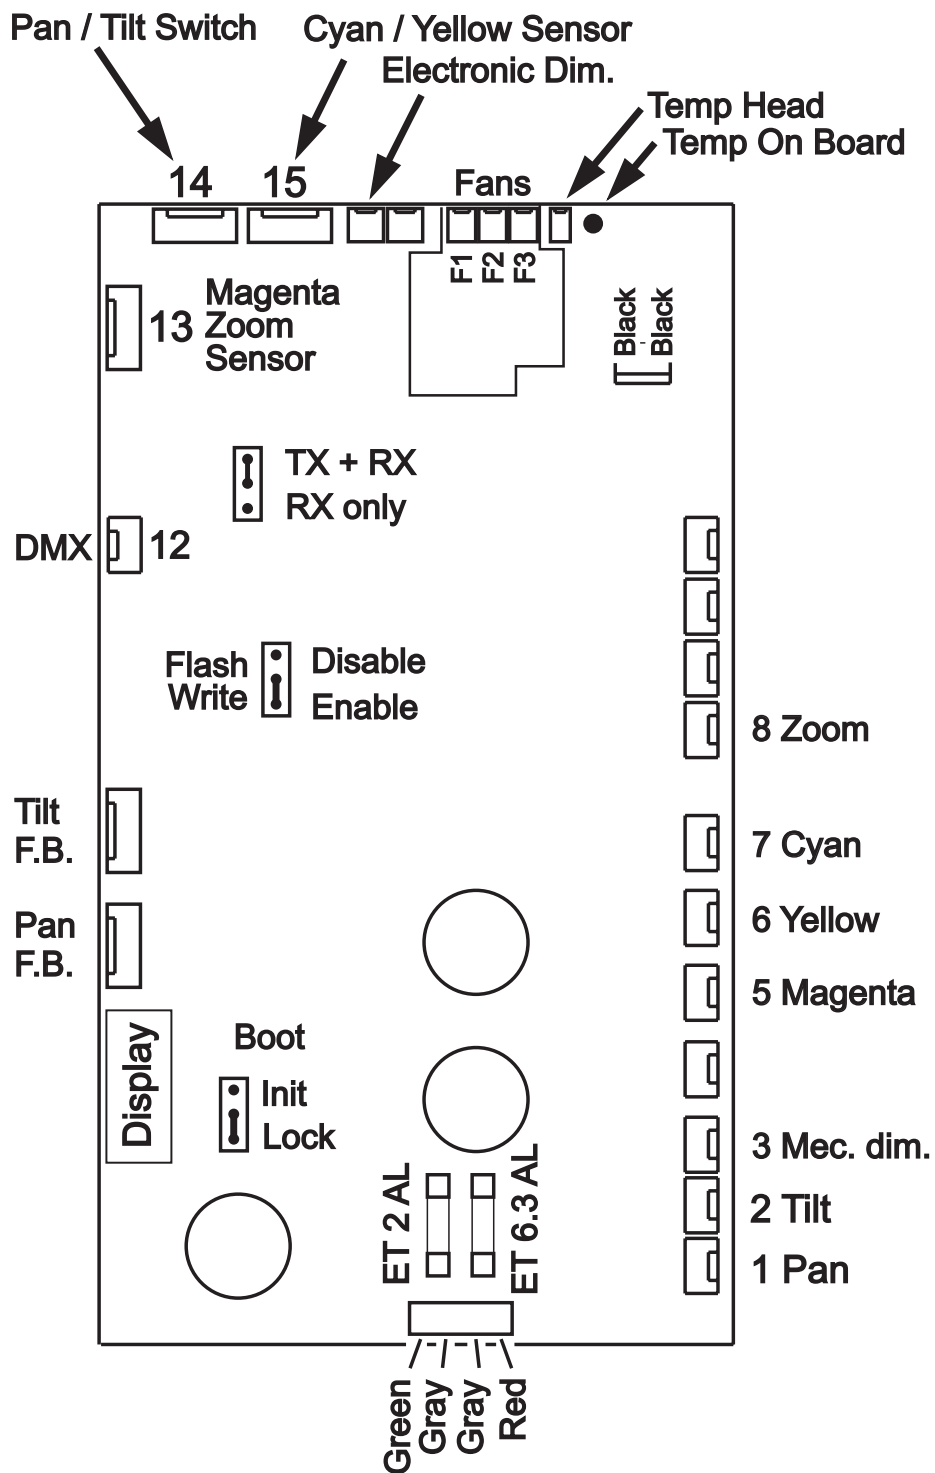 Pan / Tilt Switch
Cyan / Yellow Sensor
Electronic Dim.
Temp Head
Temp On Board
14
15
Fans
F1
F2
F3
13
Magenta
Zoom
Sensor
Black
- Black
TX + RX
RX only
DMX
12
Flash
Write
Disable
Enable
8 Zoom
Tilt
F.B.
7 Cyan
Pan
F.B.
6 Yellow
5 Magenta
Display
Boot
Init
Lock
3 Mec. dim.
2 Tilt
1 Pan
ET 2 AL
ET 6.3 AL
Green
Gray
Gray
Red